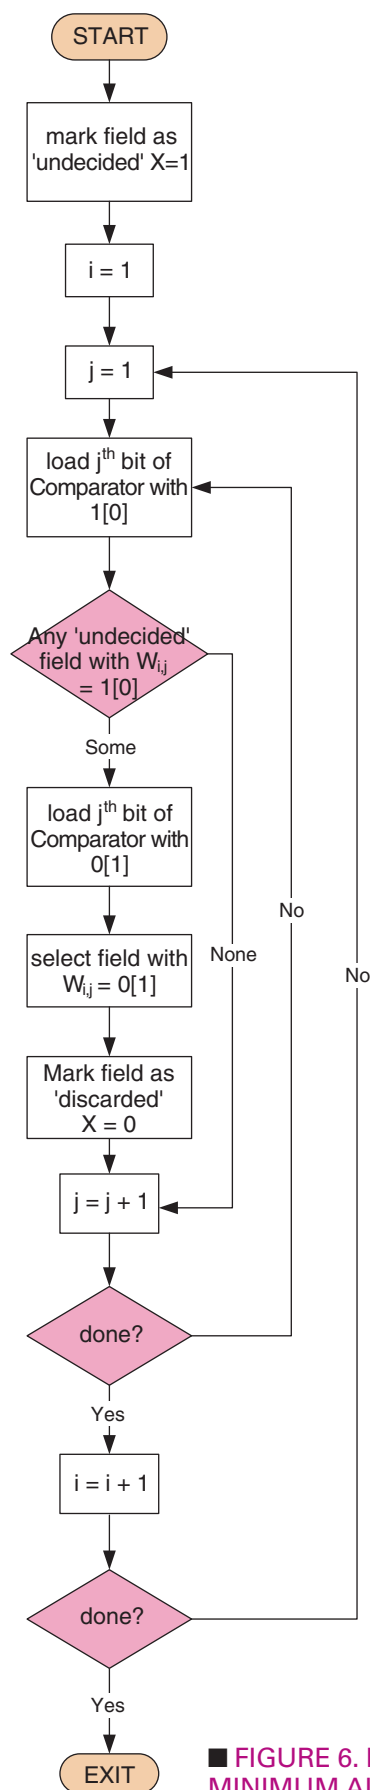 START
mark field as
'undecided' X=1
i = 1
j = 1
load jth bit of
Comparator with
1[0]
Any 'undecided'
field with Wi,j
= 1[0]
Some
load jth bit of
Comparator with
0[1]
No
select field with
Wi,j = 0[1]
None
No
Mark field as
'discarded'
X = 0
j = j + 1
done?
Yes
i = i + 1
done?
Yes
EXIT
■ FIGURE 6.
MINIMUM